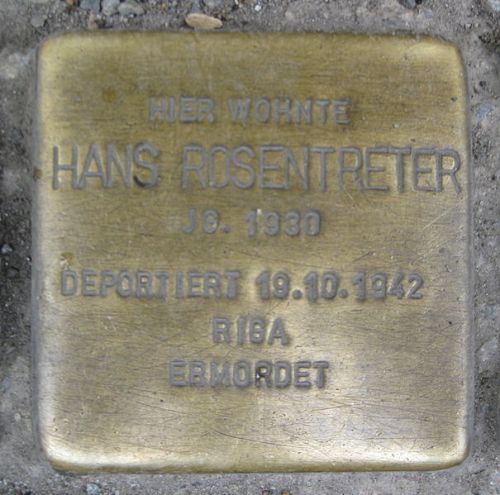 HIER WOHNTE
HANS ROSENTRETER
JG. 1930
DEPORTIERT 19.10.1942
RIGA
ERMORDET